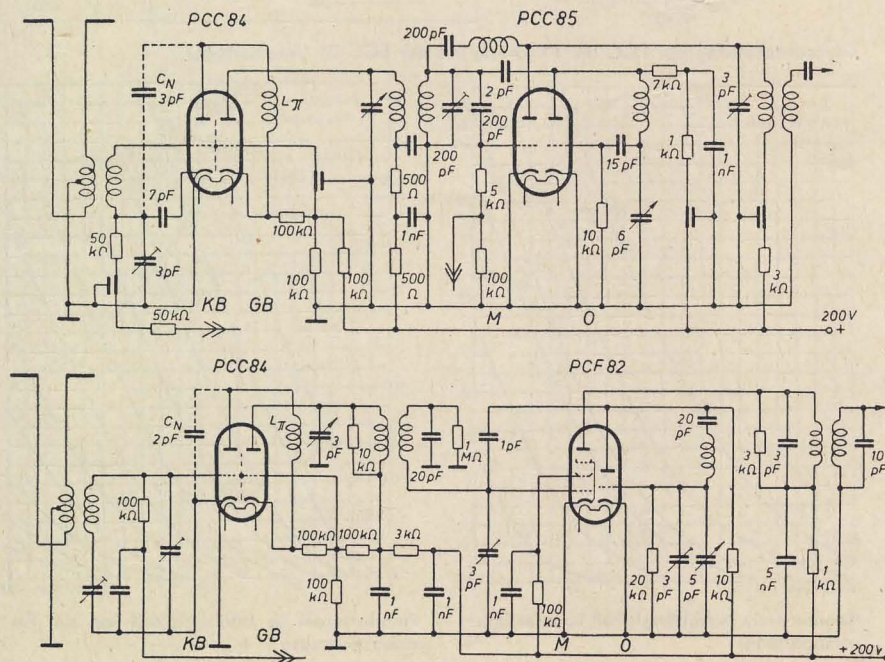 PCC84
PCC85
200pF
C_N
3pF
Lπ
2pF
200
pF
7kΩ
3
pF
200
pF
15pF
1
kΩ
1
nF
7pF
500
Ω
5
kΩ
50
kΩ
3pF
100kΩ
1nF
10
kΩ
6
pF
100
kΩ
100
kΩ
500
Ω
100
kΩ
3
kΩ
KB GB
M O
50kΩ
200V
+
PCC84
PCF82
C_N
2pF
Lπ
3
pF
10
kΩ
20pF
1
MΩ
1pF
20
pF
3
kΩ
3
pF
10
pF
100
kΩ
100kΩ
100kΩ
3kΩ
100
kΩ
1
nF
1
nF
3
pF
1
nF
100
kΩ
20
kΩ
3
pF
5
pF
10
kΩ
5
nF
1
kΩ
KB GB
M O
+200V